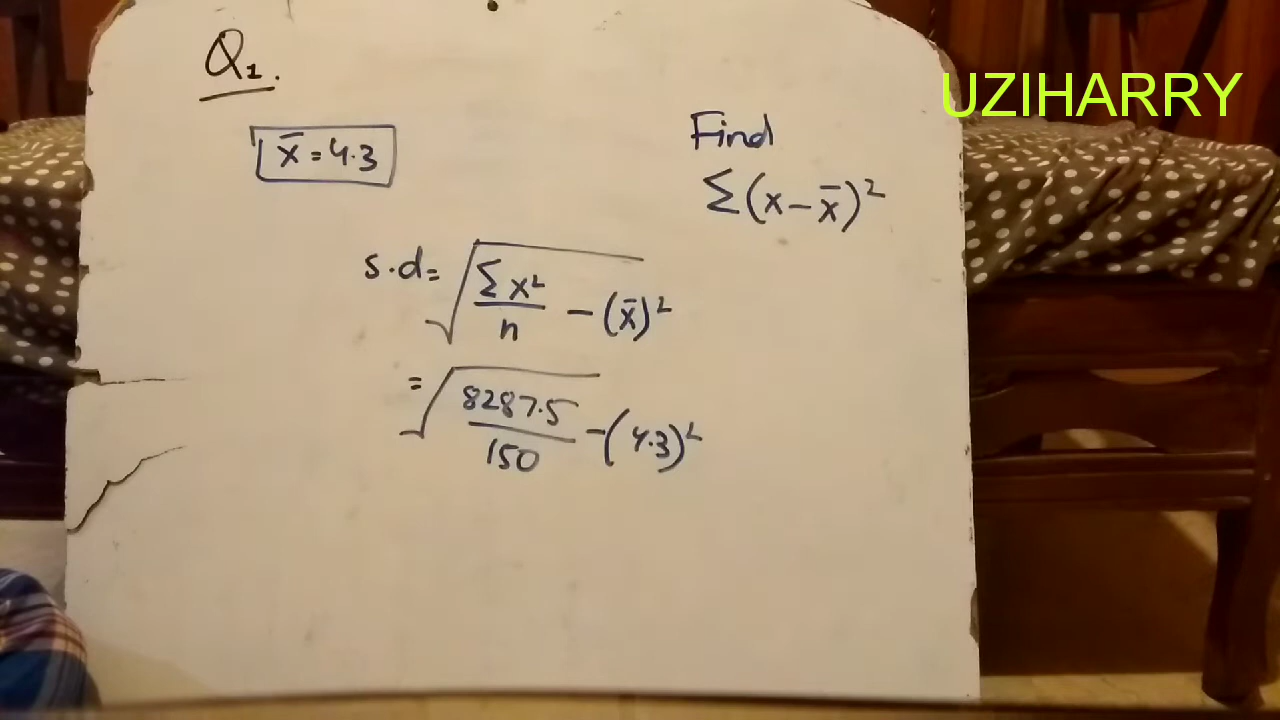 Q1.
UZIHARRY
x̄ = 4.3
Find
Σ(x-x̄)²
s.d = √(Σx²/n - (x̄)²)
= √(8287.5/150 - (4.3)²)